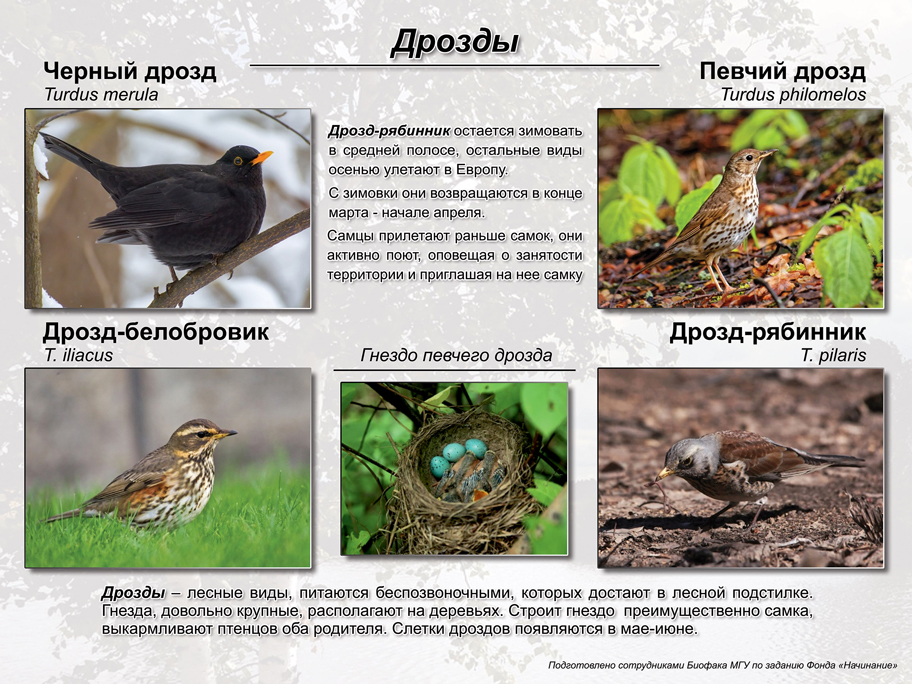 Дрозды
Черный дрозд
Turdus merula
Певчий дрозд
Turdus philomelos
Дрозд-рябинник остается зимовать
в средней полосе, остальные виды
осенью улетают в Европу.
С зимовки они возвращаются в конце
марта - начале апреля.
Самцы прилетают раньше самок, они
активно поют, оповещая о занятости
территории и приглашая на нее самку
Дрозд-белобровик
T. iliacus
Гнездо певчего дрозда
Дрозд-рябинник
T. pilaris
Дрозды – лесные виды, питаются беспозвоночными, которых достают в лесной подстилке.
Гнезда, довольно крупные, располагают на деревьях. Строит гнездо преимущественно самка,
выкармливают птенцов оба родителя. Слетки дроздов появляются в мае-июне.
Подготовлено сотрудниками Биофака МГУ по заданию Фонда «Начинание»